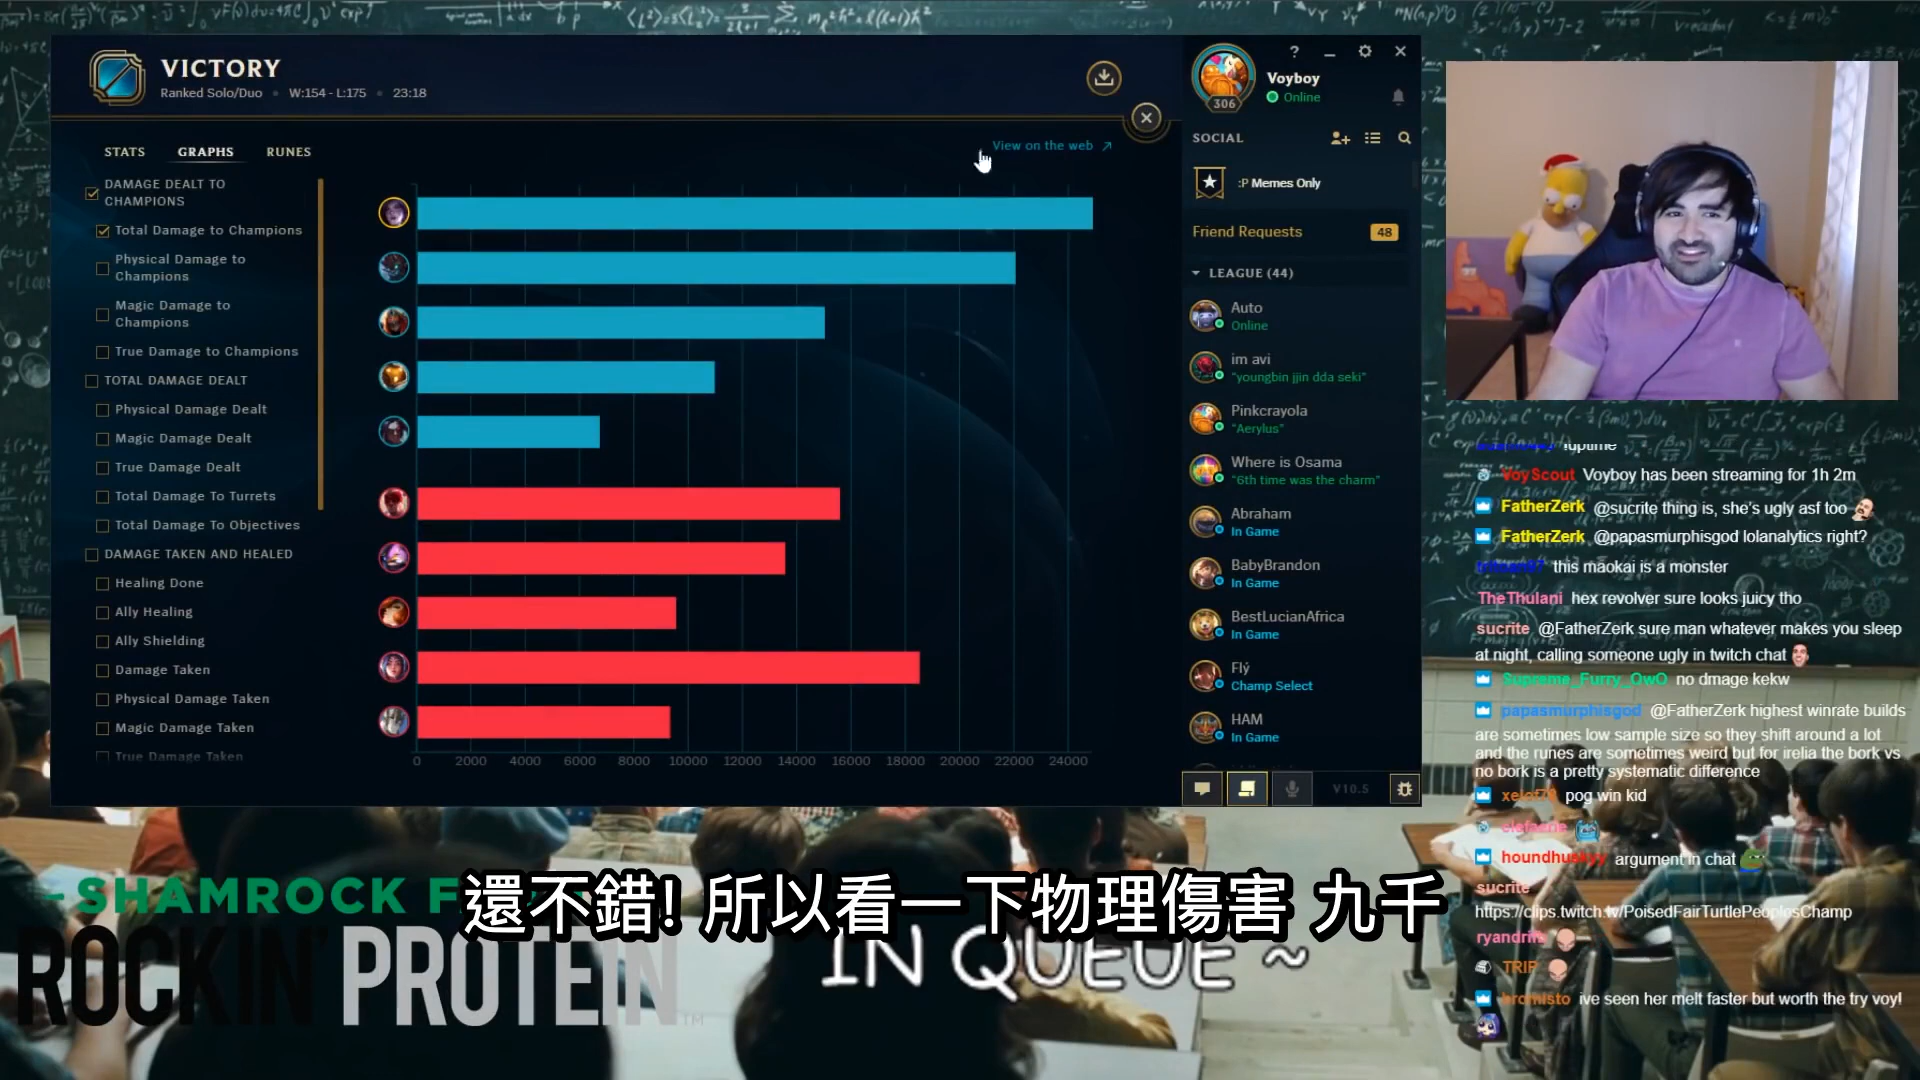 VICTORY
Ranked Solo/Duo • W:154 - L:175 • 23:18
STATS GRAPHS RUNES
View on the web
DAMAGE DEALT TO
CHAMPIONS
Total Damage to Champions
Physical Damage to
Champions
Magic Damage to
Champions
True Damage to Champions
TOTAL DAMAGE DEALT
Physical Damage Dealt
Magic Damage Dealt
True Damage Dealt
Total Damage To Turrets
Total Damage To Objectives
DAMAGE TAKEN AND HEALED
Healing Done
Ally Healing
Ally Shielding
Damage Taken
Physical Damage Taken
Magic Damage Taken
True Damage Taken
0 2000 4000 6000 8000 10000 12000 14000 16000 18000 20000 22000 24000
306
Voyboy
Online
SOCIAL
:P Memes Only
Friend Requests 48
LEAGUE (44)
Auto
Online
im avi
"youngbin jjin dda seki"
Pinkcrayola
"Aerylus"
Where is Osama
"6th time was the charm"
Abraham
In Game
BabyBrandon
In Game
BestLucianAfrica
In Game
Flý
Champ Select
HAM
In Game
V10.5
!uptime
VoyScout Voyboy has been streaming for 1h 2m
FatherZerk @sucrite thing is, she's ugly asf too
FatherZerk @papasmurphisgod lolanalytics right?
this maokai is a monster
TheThulani hex revolver sure looks juicy tho
sucrite @FatherZerk sure man whatever makes you sleep
at night, calling someone ugly in twitch chat
Supreme_Furry_OwO no dmage kekw
papasmurphisgod @FatherZerk highest winrate builds
are sometimes low sample size so they shift around a lot
and the runes are sometimes weird but for irelia the bork vs
no bork is a pretty systematic difference
pog win kid
houndhuskyy argument in chat
sucrite
https://clips.twitch.tv/PoisedFairTurtlePeoplesChamp
ryandrift
TRIF
bromisto ive seen her melt faster but worth the try voy!
SHAMROCK F
ROCKIN' PROTEIN
TM
還不錯! 所以看一下物理傷害 九千
IN QUEUE ~